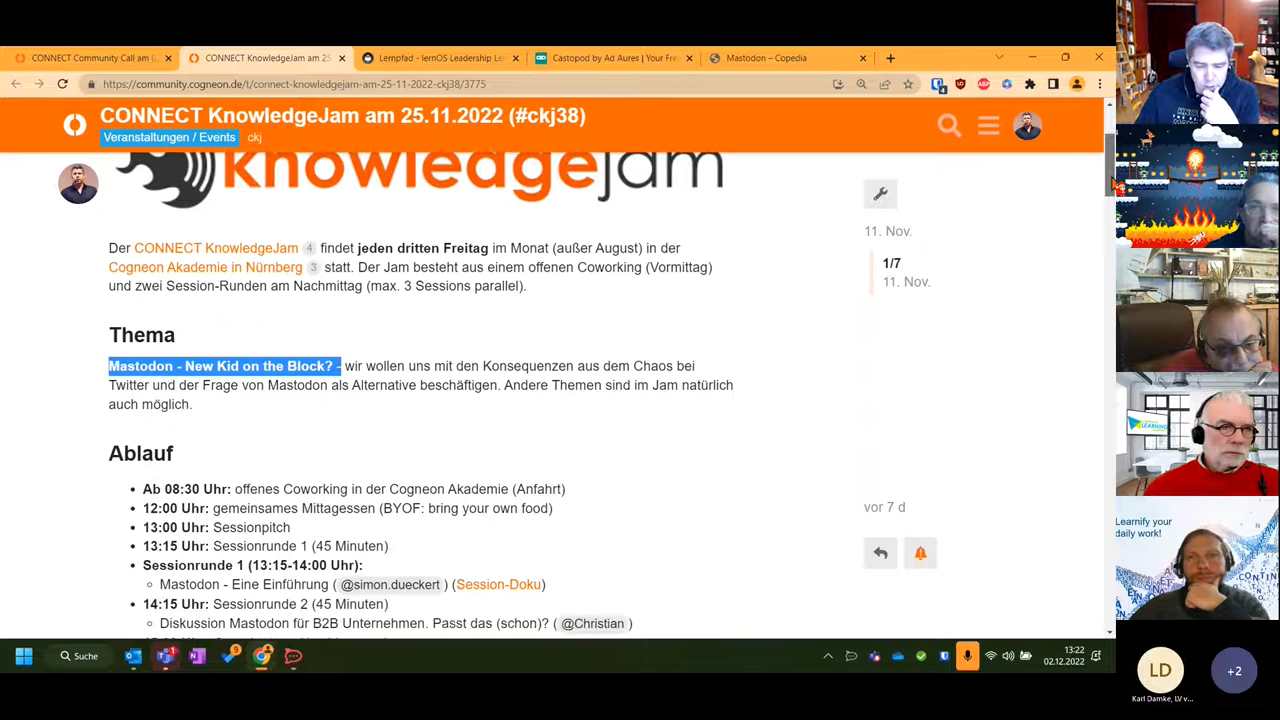 CONNECT Community Call am 0
CONNECT KnowledgeJam am 25
Lernpfad - lernOS Leadership Le
Castopod by Ad Aures | Your Fre
Mastodon – Copedia
https://community.cogneon.de/t/connect-knowledgejam-am-25-11-2022-ckj38/3775
CONNECT KnowledgeJam am 25.11.2022 (#ckj38)
Veranstaltungen / Events ckj
knowledgejam
Der CONNECT KnowledgeJam 4 findet jeden dritten Freitag im Monat (außer August) in der
Cogneon Akademie in Nürnberg 3 statt. Der Jam besteht aus einem offenen Coworking (Vormittag)
und zwei Session-Runden am Nachmittag (max. 3 Sessions parallel).
Thema
Mastodon - New Kid on the Block? - wir wollen uns mit den Konsequenzen aus dem Chaos bei
Twitter und der Frage von Mastodon als Alternative beschäftigen. Andere Themen sind im Jam natürlich
auch möglich.
Ablauf
• Ab 08:30 Uhr: offenes Coworking in der Cogneon Akademie (Anfahrt)
• 12:00 Uhr: gemeinsames Mittagessen (BYOF: bring your own food)
• 13:00 Uhr: Sessionpitch
• 13:15 Uhr: Sessionrunde 1 (45 Minuten)
• Sessionrunde 1 (13:15-14:00 Uhr):
◦ Mastodon - Eine Einführung ( @simon.dueckert ) (Session-Doku)
• 14:15 Uhr: Sessionrunde 2 (45 Minuten)
◦ Diskussion Mastodon für B2B Unternehmen. Passt das (schon)? ( @Christian )
11. Nov.
1/7
11. Nov.
vor 7 d
Suche
13:22
02.12.2022
LEARNING
Learnify your
daily work!
LD
Karl Damke, LV v...
+2